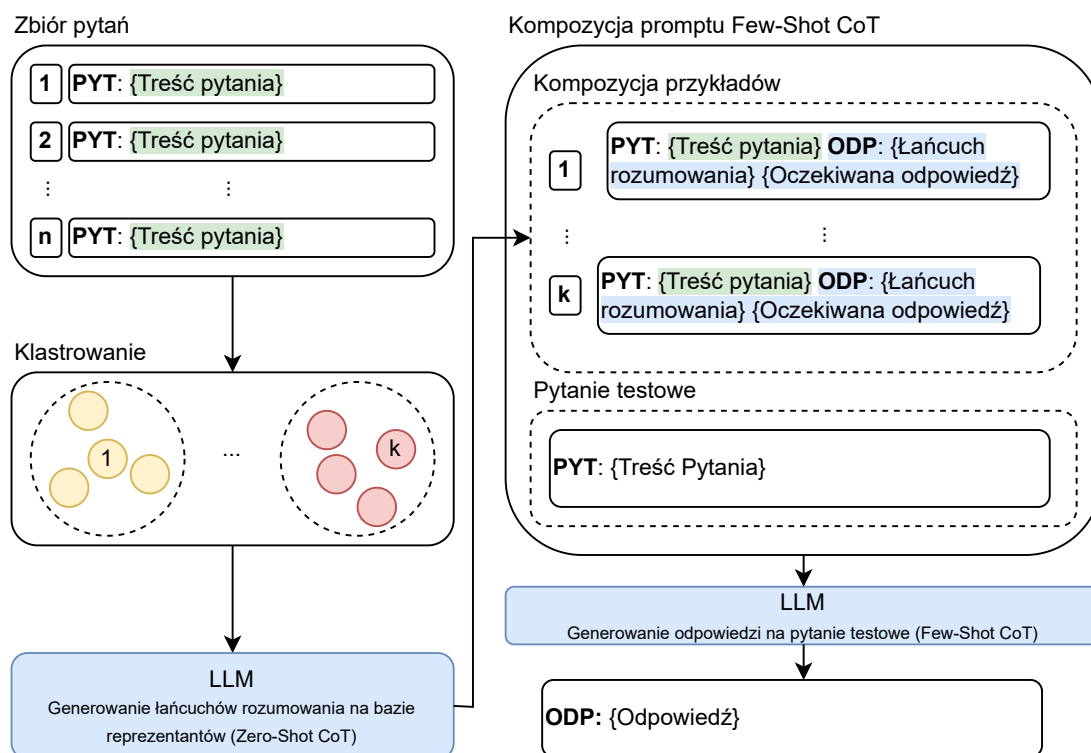 Zbiór pytań
1 PYT: {Treść pytania}
2 PYT: {Treść pytania}
⋮ ⋮
n PYT: {Treść pytania}
Klastrowanie
1 ... k
LLM
Generowanie łańcuchów rozumowania na bazie
reprezentantów (Zero-Shot CoT)
Kompozycja promptu Few-Shot CoT
Kompozycja przykładów
1
PYT: {Treść pytania} ODP: {Łańcuch
rozumowania} {Oczekiwana odpowiedź}
⋮ ⋮
k
PYT: {Treść pytania} ODP: {Łańcuch
rozumowania} {Oczekiwana odpowiedź}
Pytanie testowe
PYT: {Treść Pytania}
LLM
Generowanie odpowiedzi na pytanie testowe (Few-Shot CoT)
ODP: {Odpowiedź}